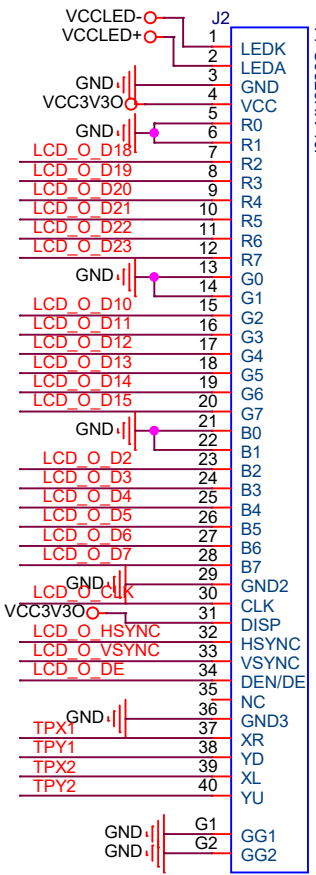 J2
VCCLED- 1 LEDK
VCCLED+ 2 LEDA
GND 3 GND
VCC3V3O 4 VCC
5 R0
GND 6 R1
LCD_O_D18 7 R2
LCD_O_D19 8 R3
LCD_O_D20 9 R4
LCD_O_D21 10 R5
LCD_O_D22 11 R6
LCD_O_D23 12 R7
GND 13 G0
14 G1
LCD_O_D10 15 G2
LCD_O_D11 16 G3
LCD_O_D12 17 G4
LCD_O_D13 18 G5
LCD_O_D14 19 G6
LCD_O_D15 20 G7
GND 21 B0
22 B1
LCD_O_D2 23 B2
LCD_O_D3 24 B3
LCD_O_D4 25 B4
LCD_O_D5 26 B5
LCD_O_D6 27 B6
LCD_O_D7 28 B7
GND 29 GND2
LCD_O_CLK 30 CLK
VCC3V3O 31 DISP
LCD_O_HSYNC 32 HSYNC
LCD_O_VSYNC 33 VSYNC
LCD_O_DE 34 DEN/DE
35 NC
GND 36 GND3
TPX1 37 XR
TPY1 38 YD
TPX2 39 XL
TPY2 40 YU
GND G1 GG1
GND G2 GG2